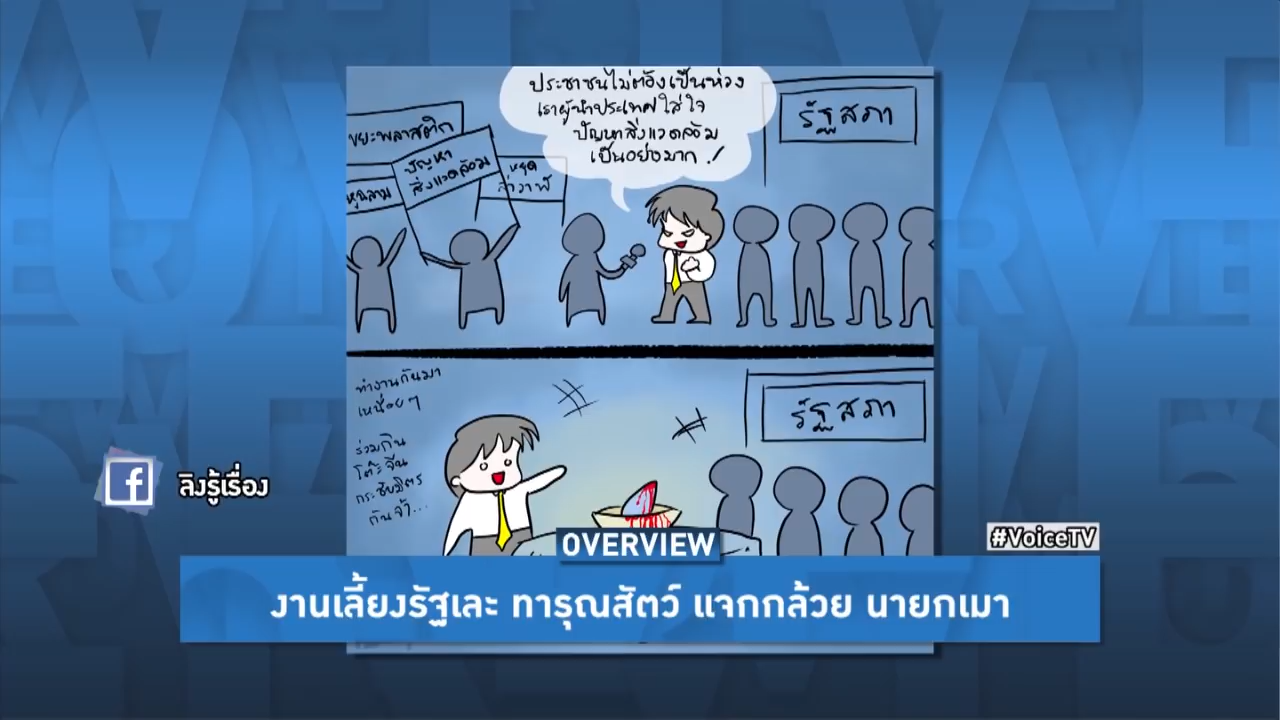 ประชาชนไม่ต้องเป็นห่วง
เราผู้นำประเทศใส่ใจ
ปัญหาสิ่งแวดล้อม
เป็นอย่างมาก!
รัฐสภา
ขยะพลาสติก
ปัญหา
สิ่งแวดล้อม
หยุด
ล่าวาฬ
หูฉลาม
ทำงานกันมา
เหนื่อยๆ
ร่วมกิน
โต๊ะจีน
กระชับมิตร
กันจ้า...
รัฐสภา
f
ลิงรู้เรื่อง
#VoiceTV
OVERVIEW
งานเลี้ยงรัฐเละ ทารุณสัตว์ แจกกล้วย นายกเมา